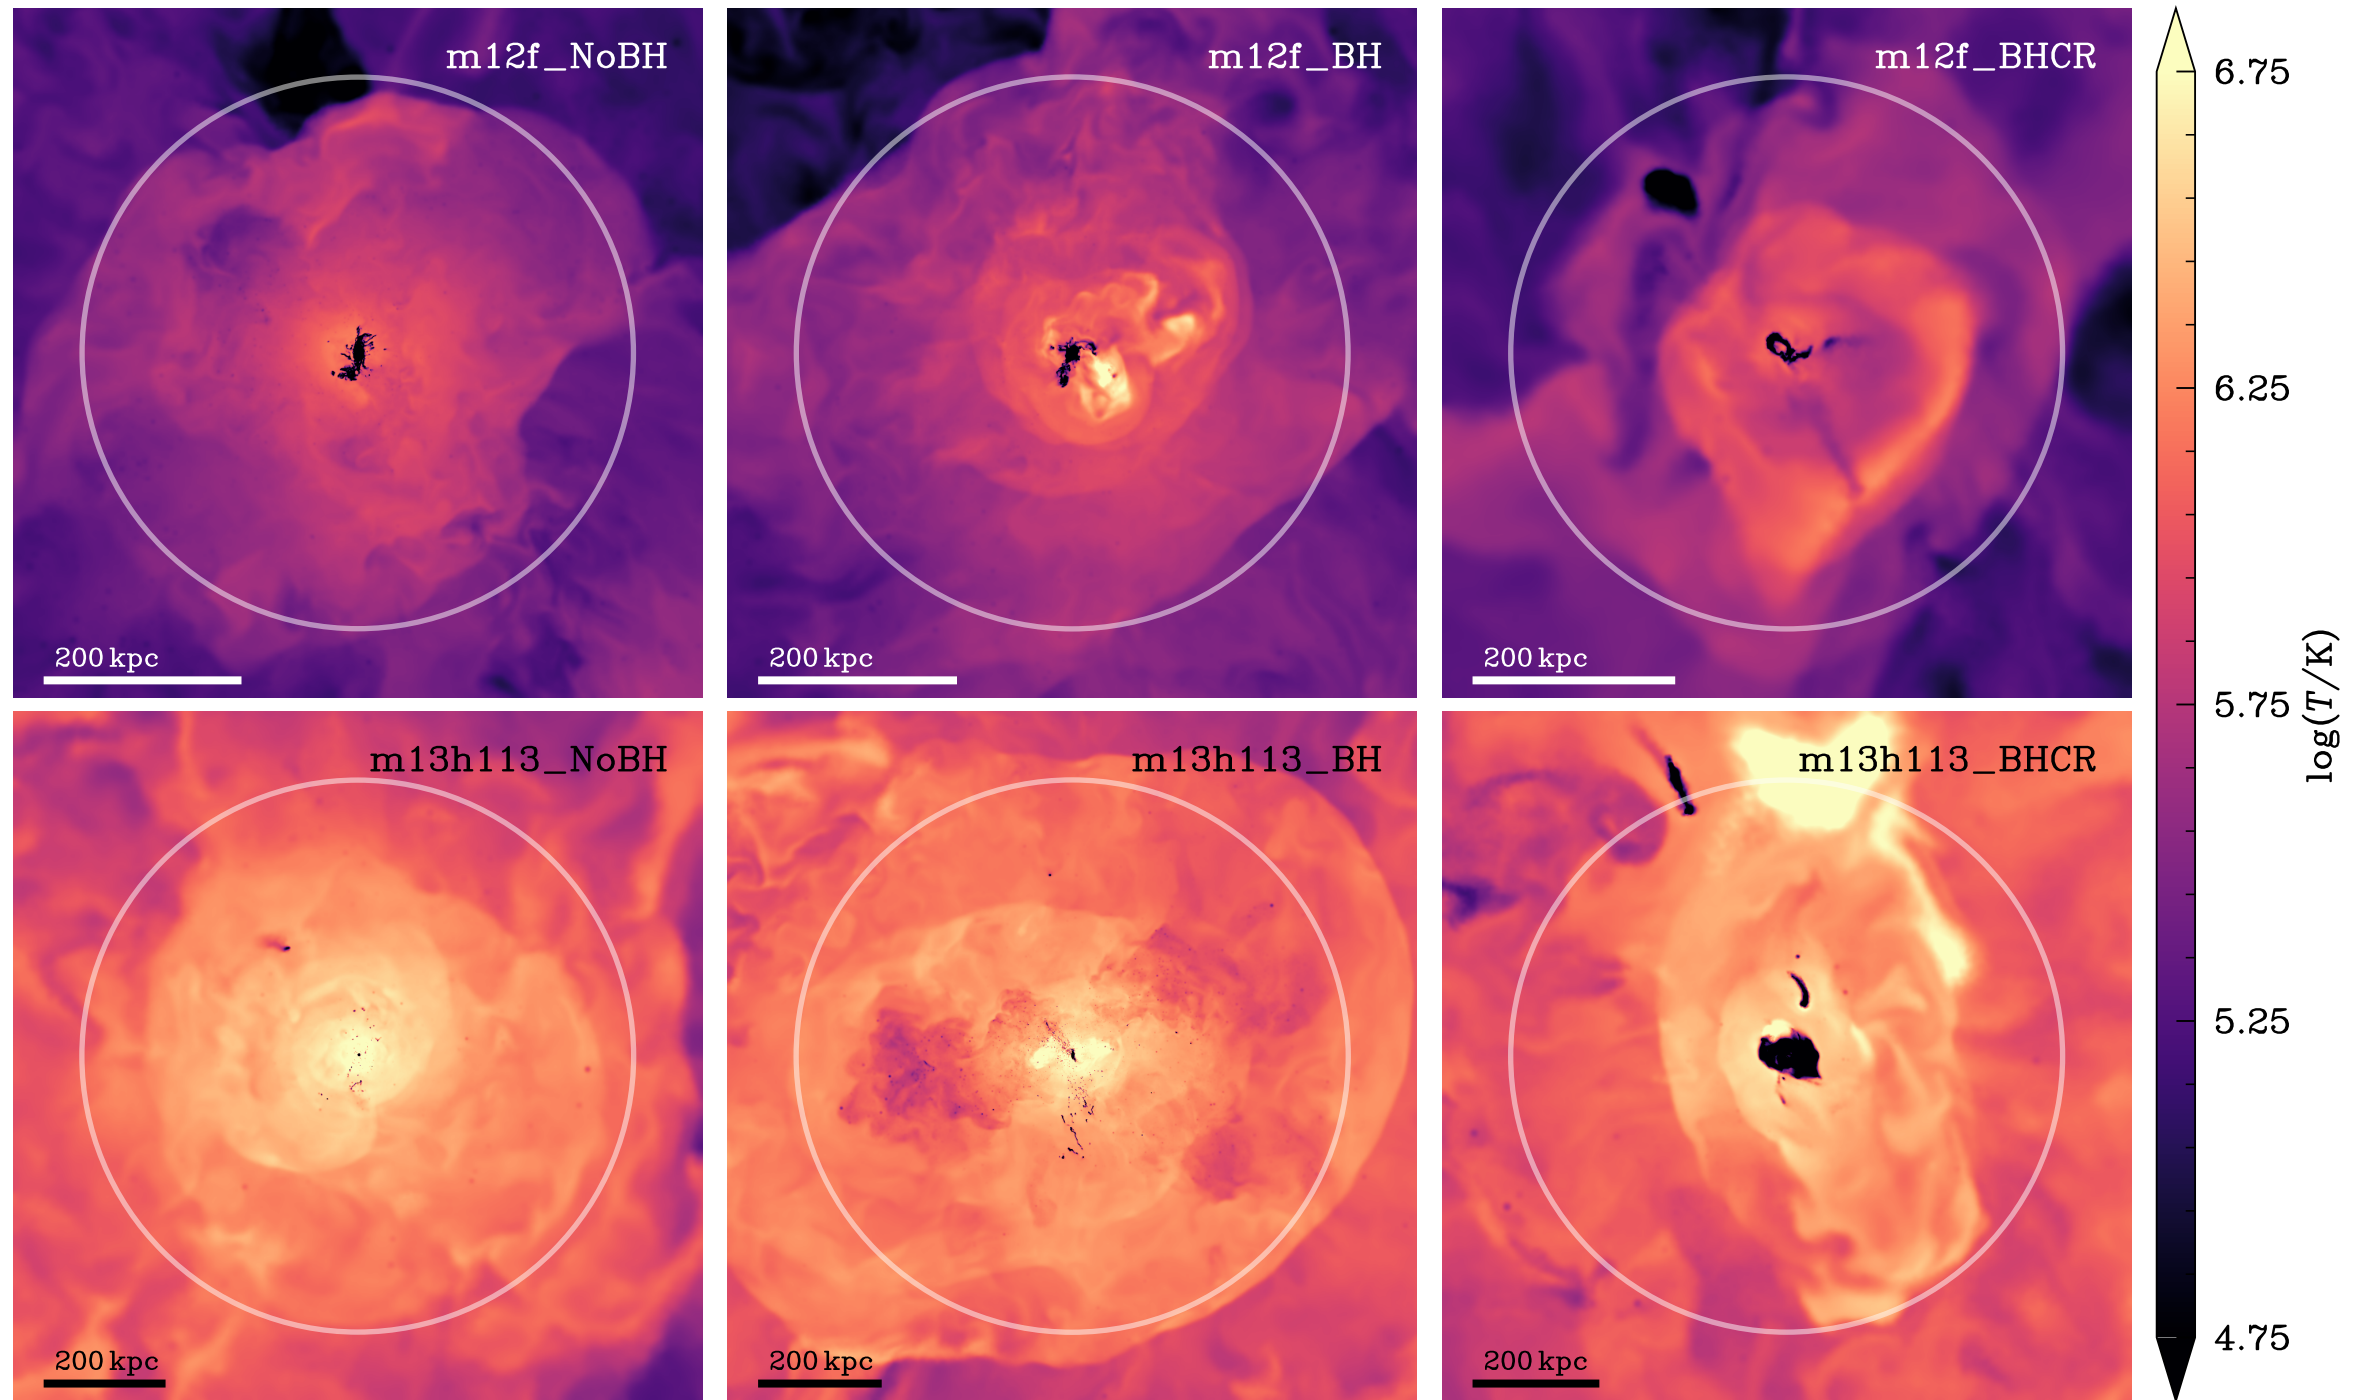 m12f_NoBH
200 kpc
m12f_BH
200 kpc
m12f_BHCR
200 kpc
m13h113_NoBH
200 kpc
m13h113_BH
200 kpc
m13h113_BHCR
200 kpc
6.75
6.25
5.75
5.25
4.75
log(T/K)